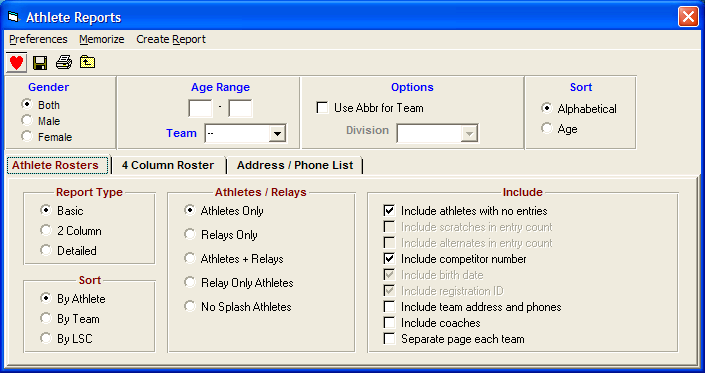 Athlete Reports
Preferences Memorize Create Report
Gender
Both
Male
Female
Age Range
-
Team --
Options
Use Abbr for Team
Division
Sort
Alphabetical
Age
Athlete Rosters 4 Column Roster Address / Phone List
Report Type
Basic
2 Column
Detailed
Sort
By Athlete
By Team
By LSC
Athletes / Relays
Athletes Only
Relays Only
Athletes + Relays
Relay Only Athletes
No Splash Athletes
Include
Include athletes with no entries
Include scratches in entry count
Include alternates in entry count
Include competitor number
Include birth date
Include registration ID
Include team address and phones
Include coaches
Separate page each team